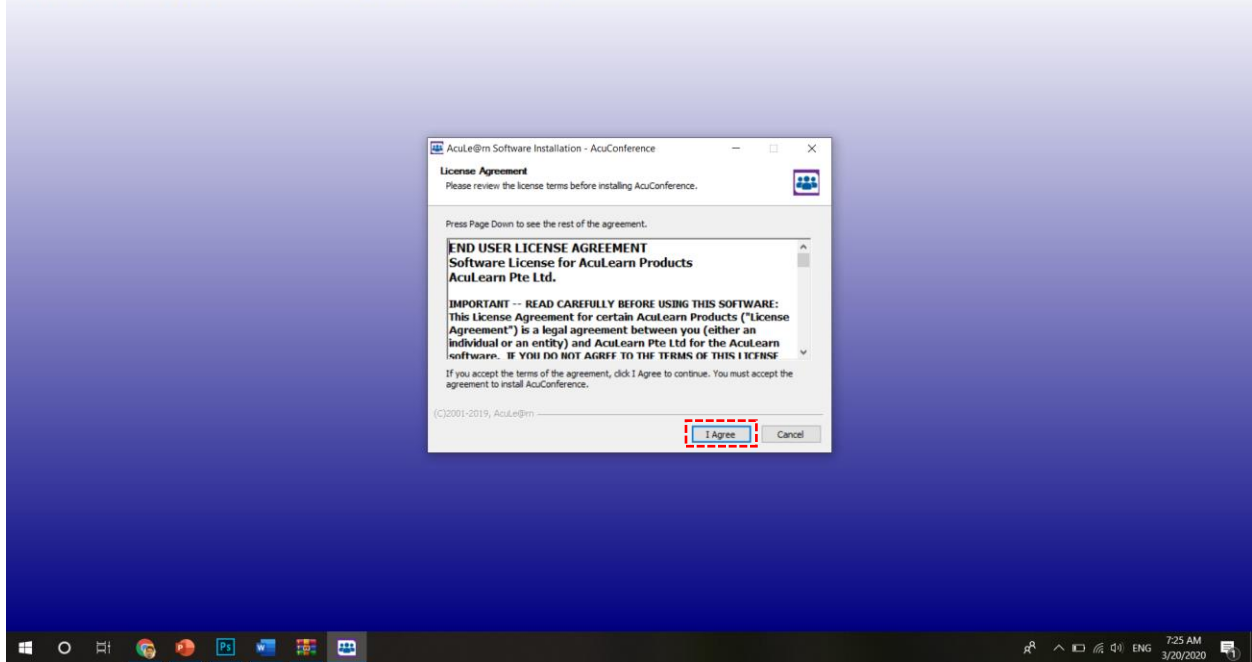 AcuLe@rn Software Installation - AcuConference
License Agreement
Please review the license terms before installing AcuConference.
Press Page Down to see the rest of the agreement.
END USER LICENSE AGREEMENT
Software License for AcuLearn Products
AcuLearn Pte Ltd.
IMPORTANT -- READ CAREFULLY BEFORE USING THIS SOFTWARE:
This License Agreement for certain AcuLearn Products ("License
Agreement") is a legal agreement between you (either an
individual or an entity) and AcuLearn Pte Ltd for the AcuLearn
software. IF YOU DO NOT AGREE TO THE TERMS OF THIS LICENSE
If you accept the terms of the agreement, click I Agree to continue. You must accept the
agreement to install AcuConference.
(C)2001-2019, AcuLe@rn
I Agree Cancel
P Ps W
ENG
7:25 AM
3/20/2020
1